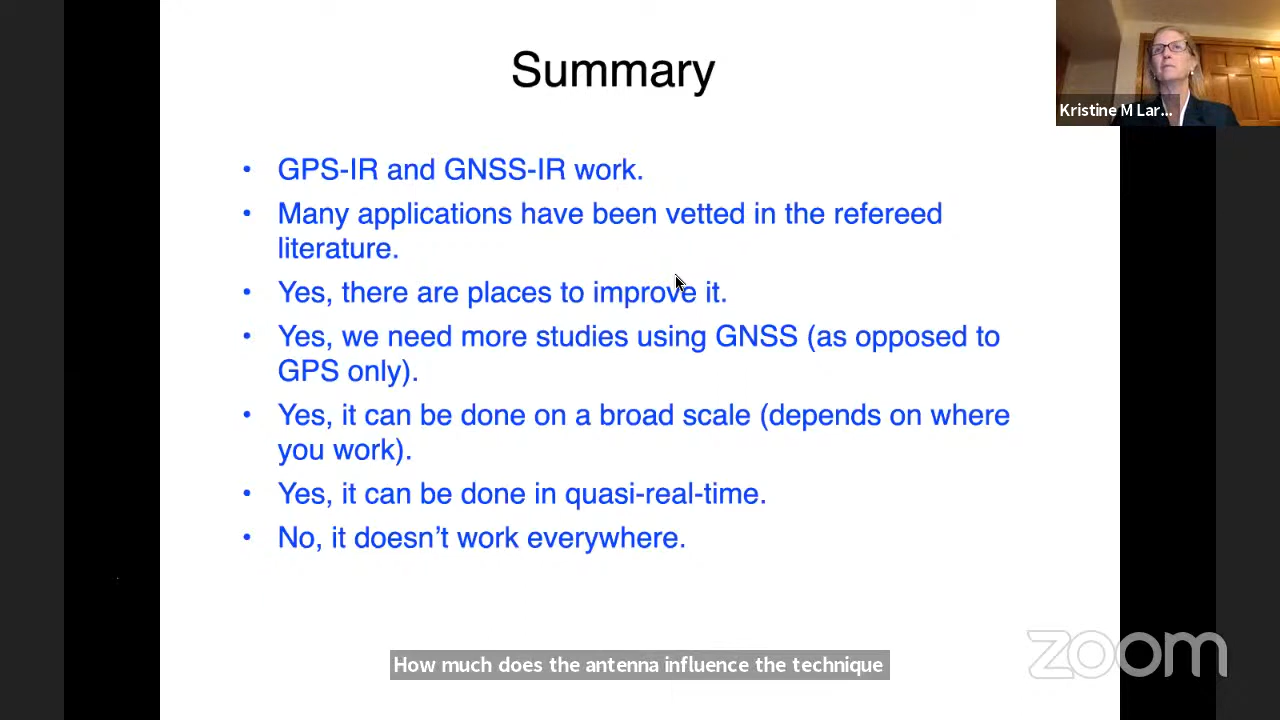 Summary
Kristine M Lar...
• GPS-IR and GNSS-IR work.
• Many applications have been vetted in the refereed
literature.
• Yes, there are places to improve it.
• Yes, we need more studies using GNSS (as opposed to
GPS only).
• Yes, it can be done on a broad scale (depends on where
you work).
• Yes, it can be done in quasi-real-time.
• No, it doesn’t work everywhere.
How much does the antenna influence the technique
zoom